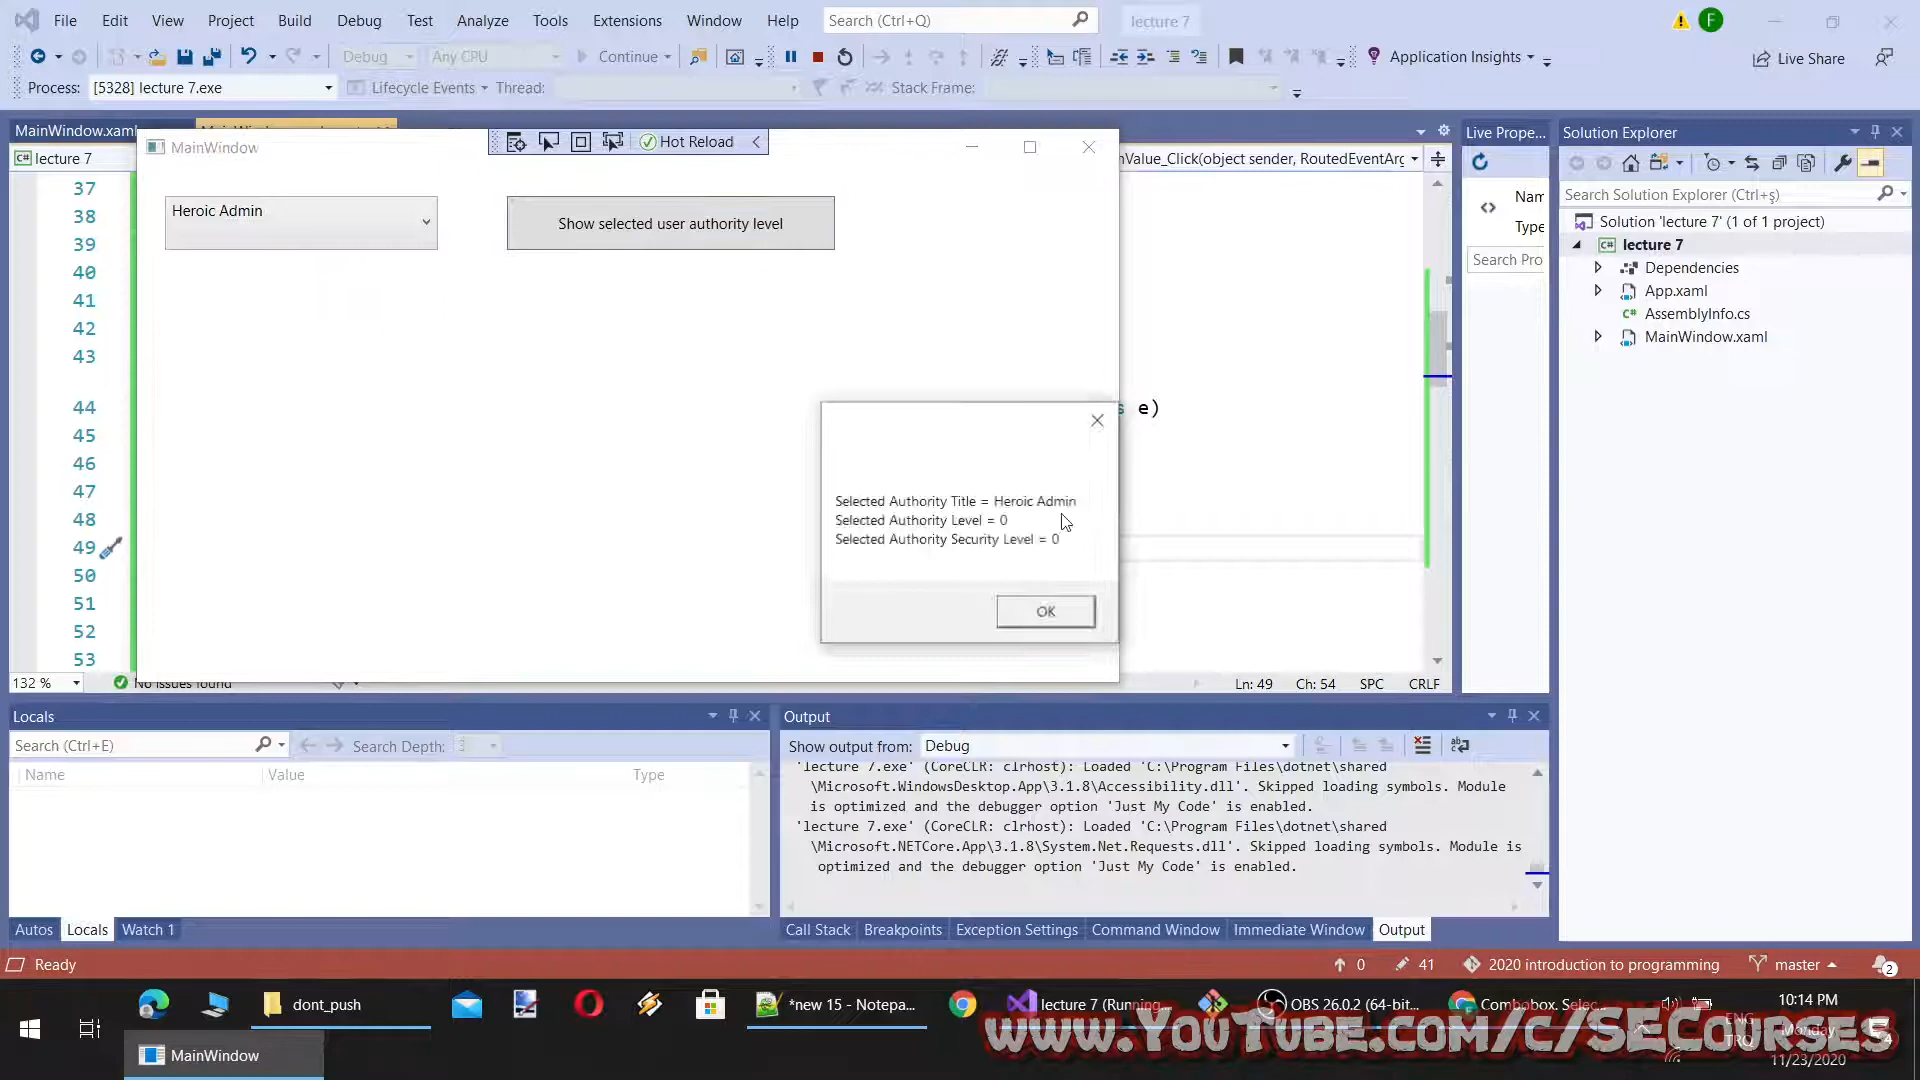 File Edit View Project Build Debug Test Analyze Tools Extensions Window Help Search (Ctrl+Q) lecture 7 F
Debug Any CPU Continue Application Insights Live Share
Process: [5328] lecture 7.exe Lifecycle Events Thread: Stack Frame:
MainWindow.xaml
MainWindow Hot Reload
lecture 7
nValue_Click(object sender, RoutedEventArg
Live Prope...
Nam
Type
Search Pro
Solution Explorer
Search Solution Explorer (Ctrl+ş)
Solution 'lecture 7' (1 of 1 project)
lecture 7
Dependencies
App.xaml
AssemblyInfo.cs
MainWindow.xaml
37
38
39
40
41
42
43
44
45
46
47
48
49
50
51
52
53
Heroic Admin
Show selected user authority level
s e)
Selected Authority Title = Heroic Admin
Selected Authority Level = 0
Selected Authority Security Level = 0
OK
132 % No issues found Ln: 49 Ch: 54 SPC CRLF
Locals
Search (Ctrl+E) Search Depth: 3
Name Value Type
Autos Locals Watch 1
Output
Show output from: Debug
'lecture 7.exe' (CoreCLR: clrhost): Loaded 'C:\Program Files\dotnet\shared
\Microsoft.WindowsDesktop.App\3.1.8\Accessibility.dll'. Skipped loading symbols. Module
is optimized and the debugger option 'Just My Code' is enabled.
'lecture 7.exe' (CoreCLR: clrhost): Loaded 'C:\Program Files\dotnet\shared
\Microsoft.NETCore.App\3.1.8\System.Net.Requests.dll'. Skipped loading symbols. Module is
optimized and the debugger option 'Just My Code' is enabled.
Call Stack Breakpoints Exception Settings Command Window Immediate Window Output
Ready 0 41 2020 introduction to programming master 2
dont_push *new 15 - Notepa... lecture 7 (Running... OBS 26.0.2 (64-bit... Combobox. Selec...
MainWindow
ENG
TRQ
10:14 PM
Monday
11/23/2020
www.YouTube.com/c/SECourses